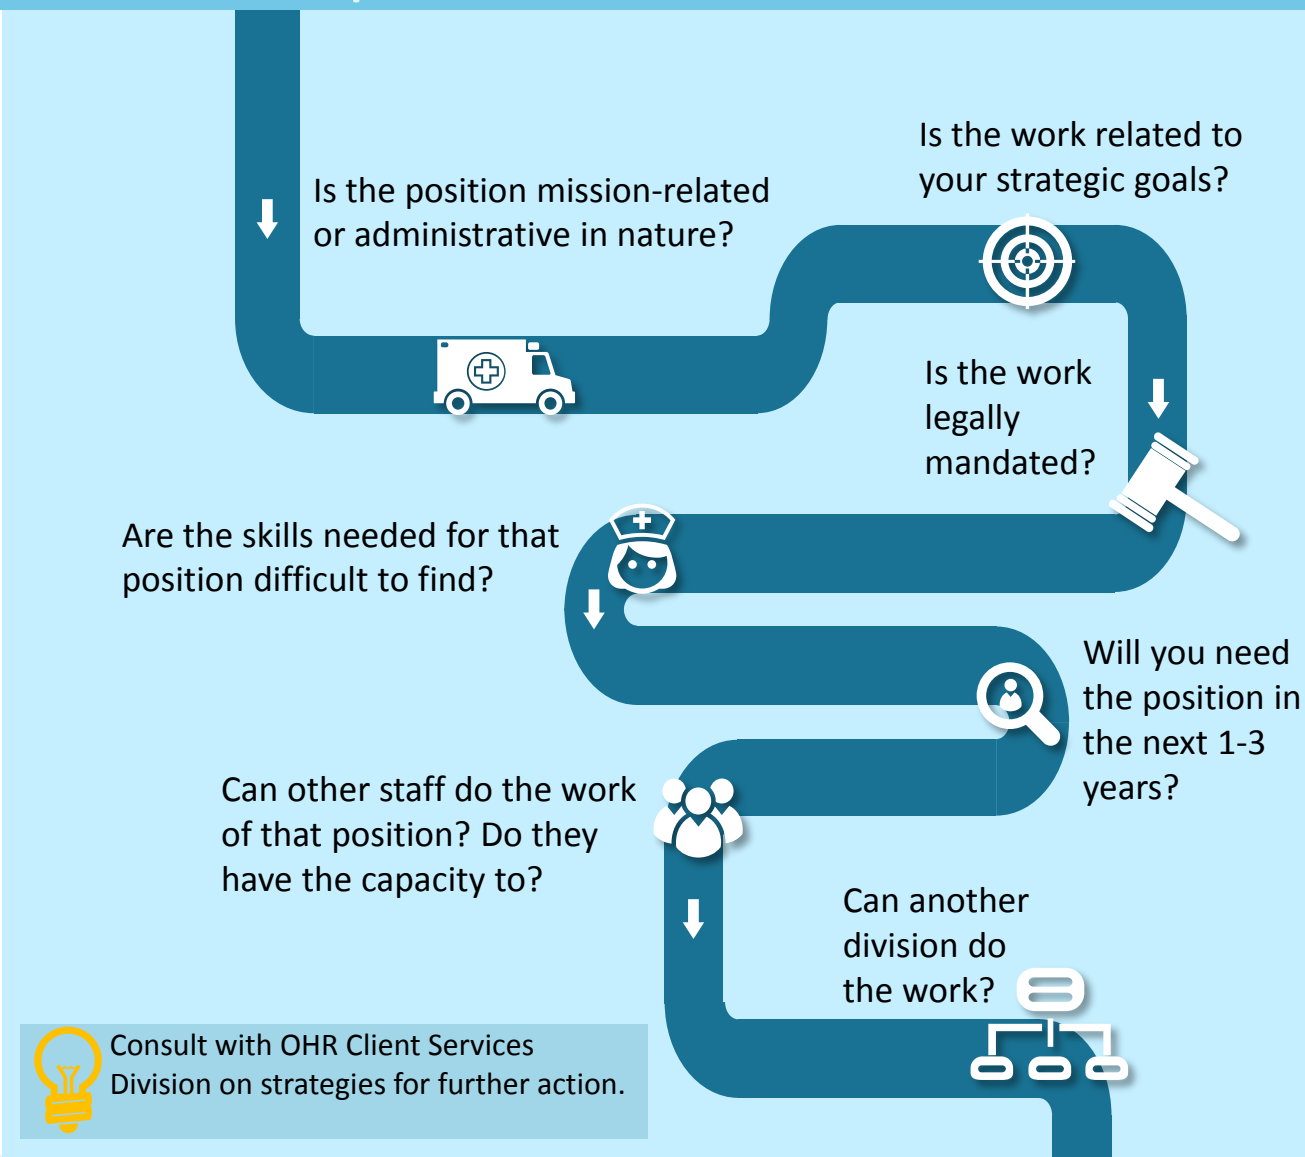 Is the position mission-related
or administrative in nature?
Is the work related to
your strategic goals?
Is the work
legally
mandated?
Are the skills needed for that
position difficult to find?
Will you need
the position in
the next 1-3
years?
Can other staff do the work
of that position? Do they
have the capacity to?
Can another
division do
the work?
Consult with OHR Client Services
Division on strategies for further action.